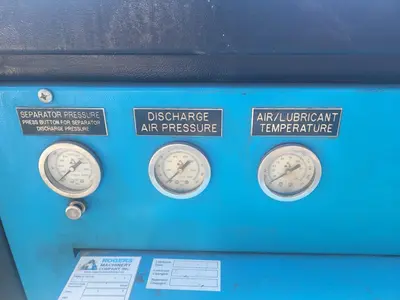 SEPARATOR PRESSURE
PRESS BUTTON FOR SEPARATOR
DISCHARGE PRESSURE
DISCHARGE
AIR PRESSURE
AIR/LUBRICANT
TEMPERATURE
ROGERS
MACHINERY
COMPANY INC.